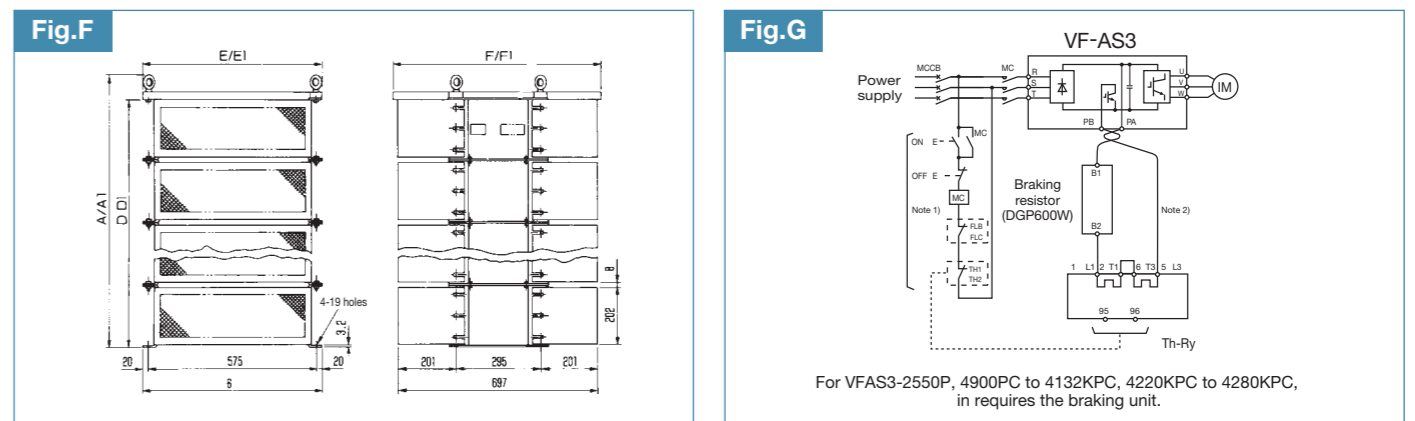 Fig.F
E/E1
F/F1
A/A1
D D1
4-19 holes
3.2
8
202
20
575
20
6
201
295
201
697
Fig.G
VF-AS3
MCCB
MC
Power
supply
R
S
T
U
V
W
IM
PB
PA
ON E
MC
OFF E
MC
Note 1)
FLB
FLC
TH1
TH2
Braking
resistor
(DGP600W)
B1
B2
Note 2)
1 L1 2 T1 6 T3 5 L3
95 96
Th-Ry
For VFAS3-2550P, 4900PC to 4132KPC, 4220KPC to 4280KPC,
in requires the braking unit.